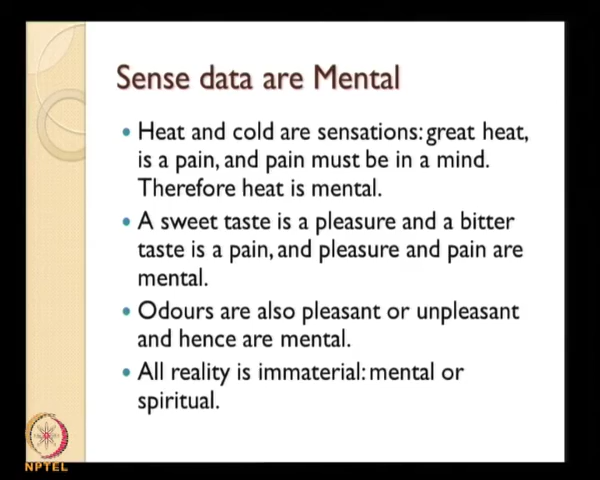 Sense data are Mental
Heat and cold are sensations: great heat,
is a pain, and pain must be in a mind.
Therefore heat is mental.
A sweet taste is a pleasure and a bitter
taste is a pain, and pleasure and pain are
mental.
Odours are also pleasant or unpleasant
and hence are mental.
All reality is immaterial: mental or
spiritual.
NPTEL